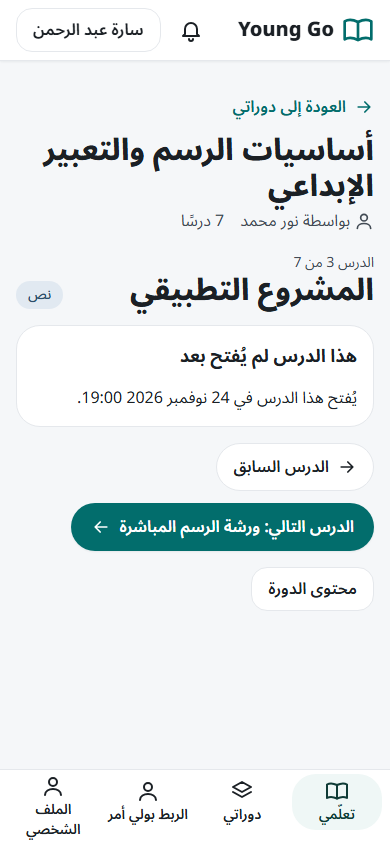 Young Go
سارة عبد الرحمن
العودة إلى دوراتي
أساسيات الرسم والتعبير
الإبداعي
بواسطة نور محمد
7 درسًا
الدرس 3 من 7
المشروع التطبيقي
نص
هذا الدرس لم يُفتح بعد
يُفتح هذا الدرس في 24 نوفمبر 2026 19:00.
الدرس السابق
الدرس التالي: ورشة الرسم المباشرة
محتوى الدورة
تعلّمي
دوراتي
الربط بولي أمر
الملف
الشخصي